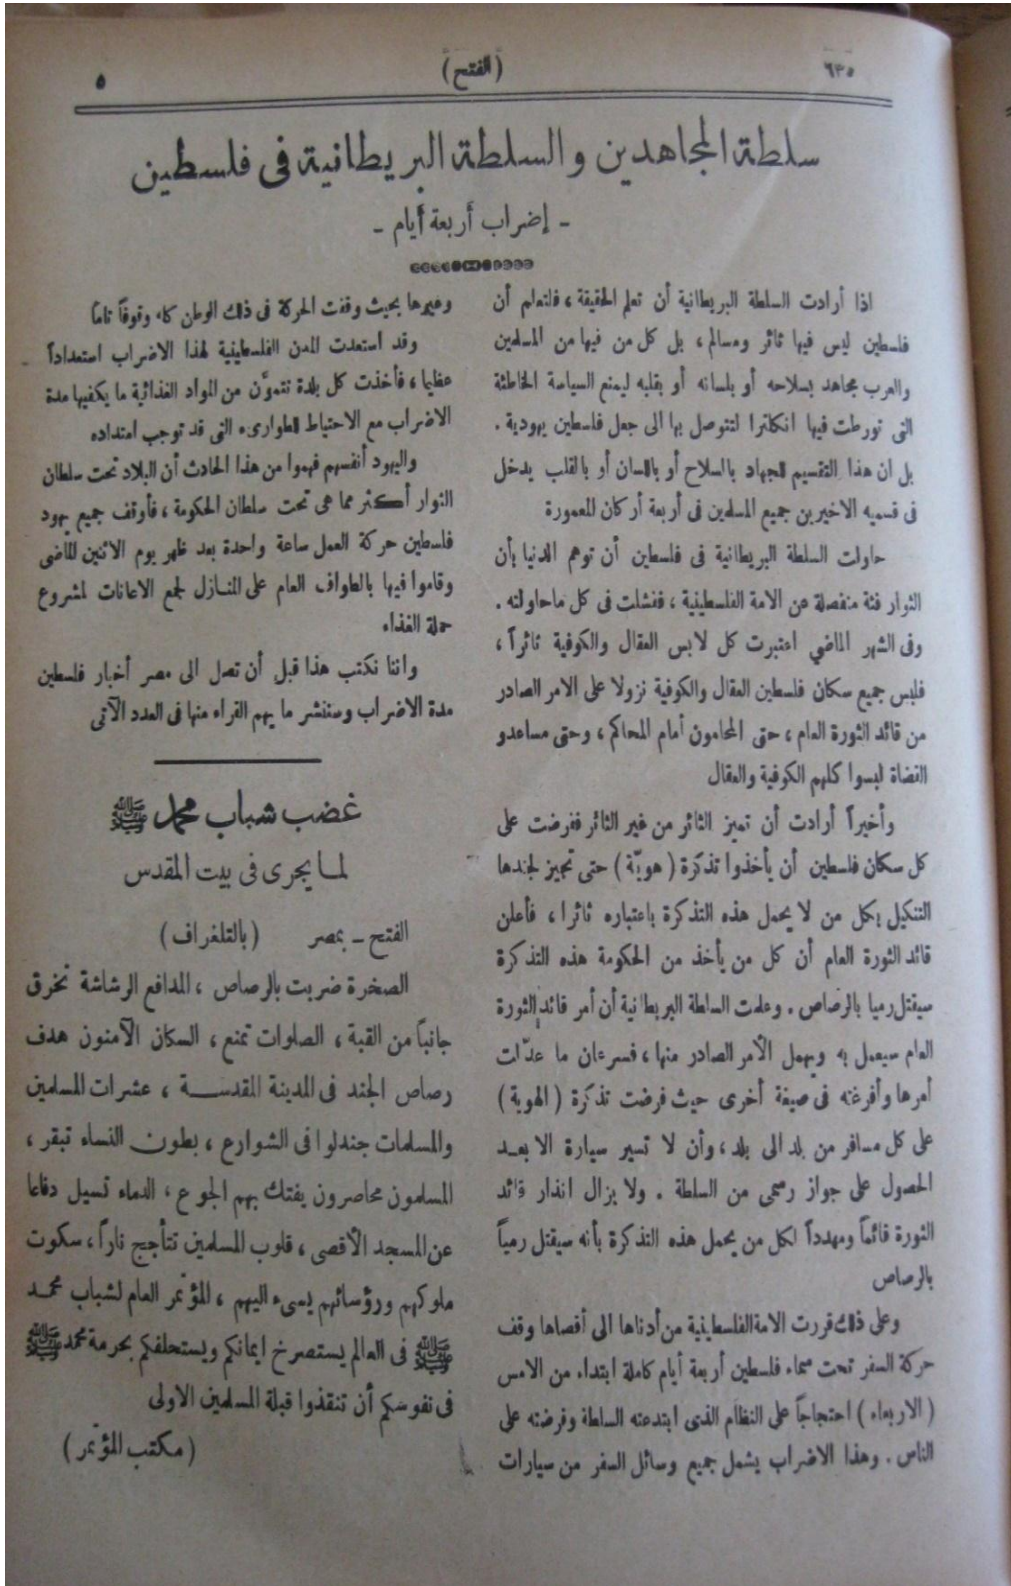 ٦٣٥
(الفتح)
٥
سلطة المجاهدين والسلطة البريطانية فى فلسطين
ـ إضراب أربعة أيام ـ
اذا أرادت السلطة البريطانية أن تعلم الحقيقة ، فلتعلم أن
فلسطين ليس فيها ثائر ومسالم ، بل كل من فيها من المسلمين
والعرب مجاهد بسلاحه أو بلسانه أو بقلبه ليمنع السياسة الخاطئة
التى تورطت فيها انكلترا لتتوصل بها الى جعل فلسطين يهودية .
بل ان هذا التقسيم للجهاد بالسلاح أو باللسان أو بالقلب يدخل
فى قسميه الاخيرين جميع المسلمين فى أربعة أركان المعمورة
حاولت السلطة البريطانية فى فلسطين أن توهم الدنيا بأن
الثوار فئة منفصلة عن الامة الفلسطينية ، ففشلت فى كل ماحاولته .
وفى الشهر الماضي اعتبرت كل لابس العقال والكوفية ثائراً ،
فلبس جميع سكان فلسطين العقال والكوفية نزولا على الامر الصادر
من قائد الثورة العام ، حتى المحامون أمام المحاكم ، وحتى مساعدو
القضاة لبسوا كلهم الكوفية والعقال
وأخيراً أرادت أن تميز الثائر من غير الثائر ففرضت على
كل سكان فلسطين أن يأخذوا تذكرة ( هويّة ) حتى تجيز لجندها
التنكيل بكل من لا يحمل هذه التذكرة باعتباره ثائرا ، فأعلن
قائد الثورة العام أن كل من يأخذ من الحكومة هذه التذكرة
سيقتل رميا بالرصاص . وعلمت السلطة البريطانية أن أمر قائد الثورة
العام سيعمل به ويهمل الأمر الصادر منها ، فسرعان ما عدّلت
أمرها وأفرغته فى صيغة أخرى حيث فرضت تذكرة ( الهوية )
على كل مسافر من بلد الى بلد ، وأن لا تسير سيارة الا بعد
الحصول على جواز رسمى من السلطة . ولا يزال انذار قائد
الثورة قائماً ومهدداً لكل من يحمل هذه التذكرة بأنه سيقتل رمياً
بالرصاص
وعلى ذلك قررت الامة الفلسطينية من أدناها الى أقصاها وقف
حركة السفر تحت سماء فلسطين أربعة أيام كاملة ابتداء من الامس
( الاربعاء ) احتجاجاً على النظام الذى ابتدعته السلطة وفرضته على
الناس . وهذا الاضراب يشمل جميع وسائل السفر من سيارات
وغيرها بحيث وقفت الحركة فى ذلك الوطن كله وقوفاً تاماً
وقد استعدت المدن الفلسطينية لهذا الاضراب استعداداً
عظيما ، فأخذت كل بلدة تتموّن من المواد الغذائية ما يكفيها مدة
الاضراب مع الاحتياط للطوارىء التى قد توجب امتداده
واليهود أنفسهم فهموا من هذا الحادث أن البلاد تحت سلطان
الثوار أكثر مما هى تحت سلطان الحكومة ، فأوقف جميع يهود
فلسطين حركة العمل ساعة واحدة بعد ظهر يوم الاثنين الماضى
وقاموا فيها بالطواف العام على المنازل لجمع الاعانات لمشروع
حملة الغذاء
واننا نكتب هذا قبل أن تصل الى مصر أخبار فلسطين
مدة الاضراب وسننشر ما يهم القراء منها فى العدد الآتى
غضب شباب محمد ﷺ
لما يجرى فى بيت المقدس
الفتح ـ بمصر ( بالتلغراف )
الصخرة ضربت بالرصاص ، المدافع الرشاشة تخرق
جانباً من القبة ، الصلوات تمنع ، السكان الآمنون هدف
رصاص الجند فى المدينة المقدسة ، عشرات المسلمين
والمسلمات جندلوا فى الشوارع ، بطون النساء تبقر ،
المسلمون محاصرون يفتك بهم الجوع ، الدماء تسيل دفاعا
عن المسجد الأقصى ، قلوب المسلمين تتأجج ناراً ، سكوت
ملوكهم ورؤسائهم يسىء اليهم ، المؤتمر العام لشباب محمد
ﷺ فى العالم يستصرخ ايمانكم ويستحلفكم بحرمة محمد ﷺ
فى نفوسكم أن تنقذوا قبلة المسلمين الاولى
( مكتب المؤتمر )